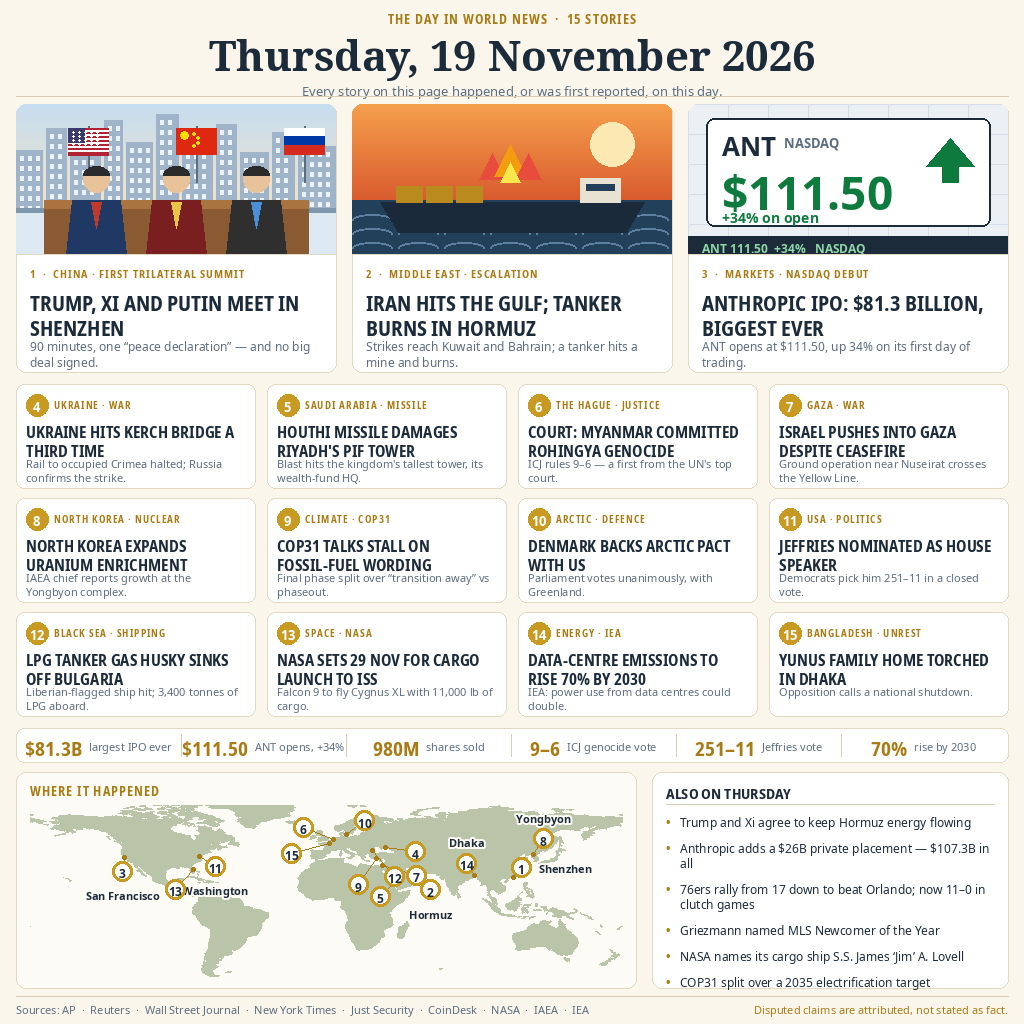 THE DAY IN WORLD NEWS · 15 STORIES
Thursday, 19 November 2026
Every story on this page happened, or was first reported, on this day.
ANT NASDAQ
$111.50
+34% on open
ANT 111.50 +34% NASDAQ
1 · CHINA · FIRST TRILATERAL SUMMIT
TRUMP, XI AND PUTIN MEET IN
SHENZHEN
90 minutes, one “peace declaration” — and no big
deal signed.
2 · MIDDLE EAST · ESCALATION
IRAN HITS THE GULF; TANKER
BURNS IN HORMUZ
Strikes reach Kuwait and Bahrain; a tanker hits a
mine and burns.
3 · MARKETS · NASDAQ DEBUT
ANTHROPIC IPO: $81.3 BILLION,
BIGGEST EVER
ANT opens at $111.50, up 34% on its first day of
trading.
4 UKRAINE · WAR
UKRAINE HITS KERCH BRIDGE A
THIRD TIME
Rail to occupied Crimea halted; Russia
confirms the strike.
5 SAUDI ARABIA · MISSILE
HOUTHI MISSILE DAMAGES
RIYADH'S PIF TOWER
Blast hits the kingdom's tallest tower, its
wealth-fund HQ.
6 THE HAGUE · JUSTICE
COURT: MYANMAR COMMITTED
ROHINGYA GENOCIDE
ICJ rules 9–6 — a first from the UN's top
court.
7 GAZA · WAR
ISRAEL PUSHES INTO GAZA
DESPITE CEASEFIRE
Ground operation near Nuseirat crosses
the Yellow Line.
8 NORTH KOREA · NUCLEAR
NORTH KOREA EXPANDS
URANIUM ENRICHMENT
IAEA chief reports growth at the
Yongbyon complex.
9 CLIMATE · COP31
COP31 TALKS STALL ON
FOSSIL-FUEL WORDING
Final phase split over “transition away” vs
phaseout.
10 ARCTIC · DEFENCE
DENMARK BACKS ARCTIC PACT
WITH US
Parliament votes unanimously, with
Greenland.
11 USA · POLITICS
JEFFRIES NOMINATED AS HOUSE
SPEAKER
Democrats pick him 251–11 in a closed
vote.
12 BLACK SEA · SHIPPING
LPG TANKER GAS HUSKY SINKS
OFF BULGARIA
Liberian-flagged ship hit; 3,400 tonnes of
LPG aboard.
13 SPACE · NASA
NASA SETS 29 NOV FOR CARGO
LAUNCH TO ISS
Falcon 9 to fly Cygnus XL with 11,000 lb of
cargo.
14 ENERGY · IEA
DATA-CENTRE EMISSIONS TO
RISE 70% BY 2030
IEA: power use from data centres could
double.
15 BANGLADESH · UNREST
YUNUS FAMILY HOME TORCHED
IN DHAKA
Opposition calls a national shutdown.
$81.3B largest IPO ever
$111.50 ANT opens, +34%
980M shares sold
9–6 ICJ genocide vote
251–11 Jeffries vote
70% rise by 2030
WHERE IT HAPPENED
Yongbyon
6
10
8
15
4
Dhaka
14
1
Shenzhen
3
11
9
12
7
San Francisco
13
Washington
5
2
Hormuz
ALSO ON THURSDAY
• Trump and Xi agree to keep Hormuz energy flowing
• Anthropic adds a $26B private placement — $107.3B in
all
• 76ers rally from 17 down to beat Orlando; now 11–0 in
clutch games
• Griezmann named MLS Newcomer of the Year
• NASA names its cargo ship S.S. James ‘Jim’ A. Lovell
• COP31 split over a 2035 electrification target
Sources: AP · Reuters · Wall Street Journal · New York Times · Just Security · CoinDesk · NASA · IAEA · IEA
Disputed claims are attributed, not stated as fact.